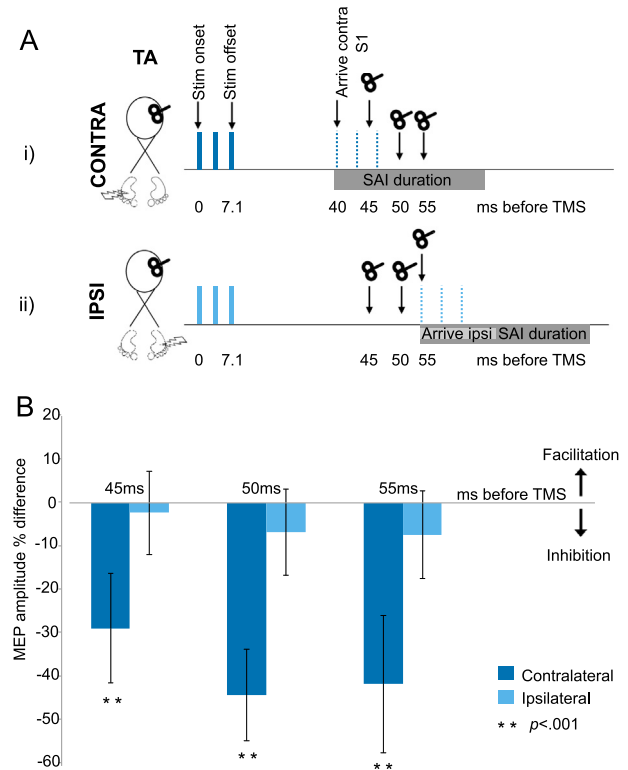 A
TA
Stim onset
Stim offset
Arrive contra
S1
i)
CONTRA
SAI duration
0 7.1 40 45 50 55 ms before TMS
ii)
IPSI
Arrive ipsi SAI duration
0 7.1 45 50 55 ms before TMS
B
MEP amplitude % difference
20
10
0
-10
-20
-30
-40
-50
-60
45ms 50ms 55ms
ms before TMS
Facilitation
Inhibition
** ** **
Contralateral
Ipsilateral
** p<.001